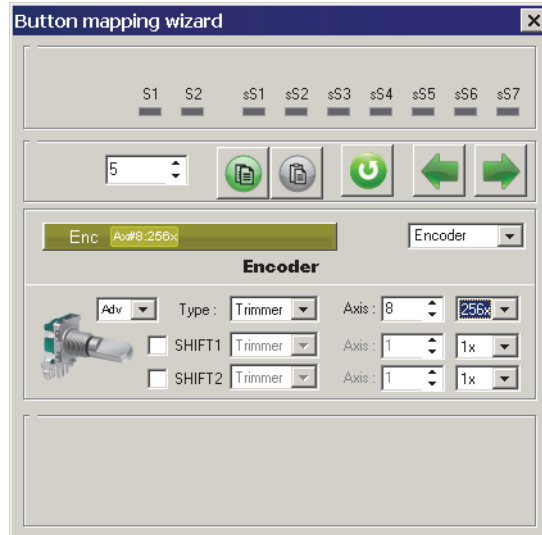 Button mapping wizard
S1 S2 sS1 sS2 sS3 sS4 sS5 sS6 sS7
5
Enc Ax#8:256x Encoder
Encoder
Adv Type : Trimmer Axis : 8 256x
SHIFT1 Trimmer Axis : 1 1x
SHIFT2 Trimmer Axis : 1 1x